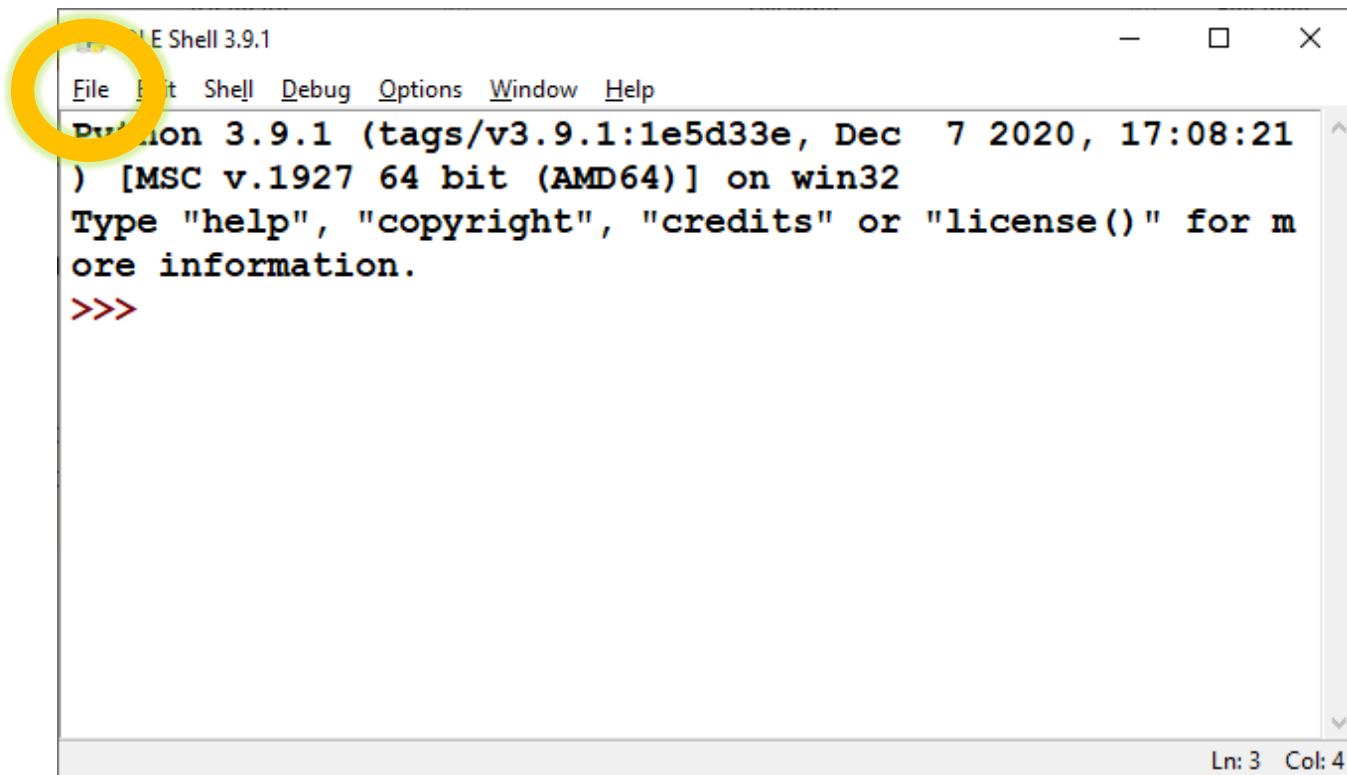 Shell 3.9.1
File Shell Debug Options Window Help
Python 3.9.1 (tags/v3.9.1:1e5d33e, Dec  7 2020, 17:08:21
) [MSC v.1927 64 bit (AMD64)] on win32
Type "help", "copyright", "credits" or "license()" for m
ore information.
>>>
Ln: 3 Col: 4